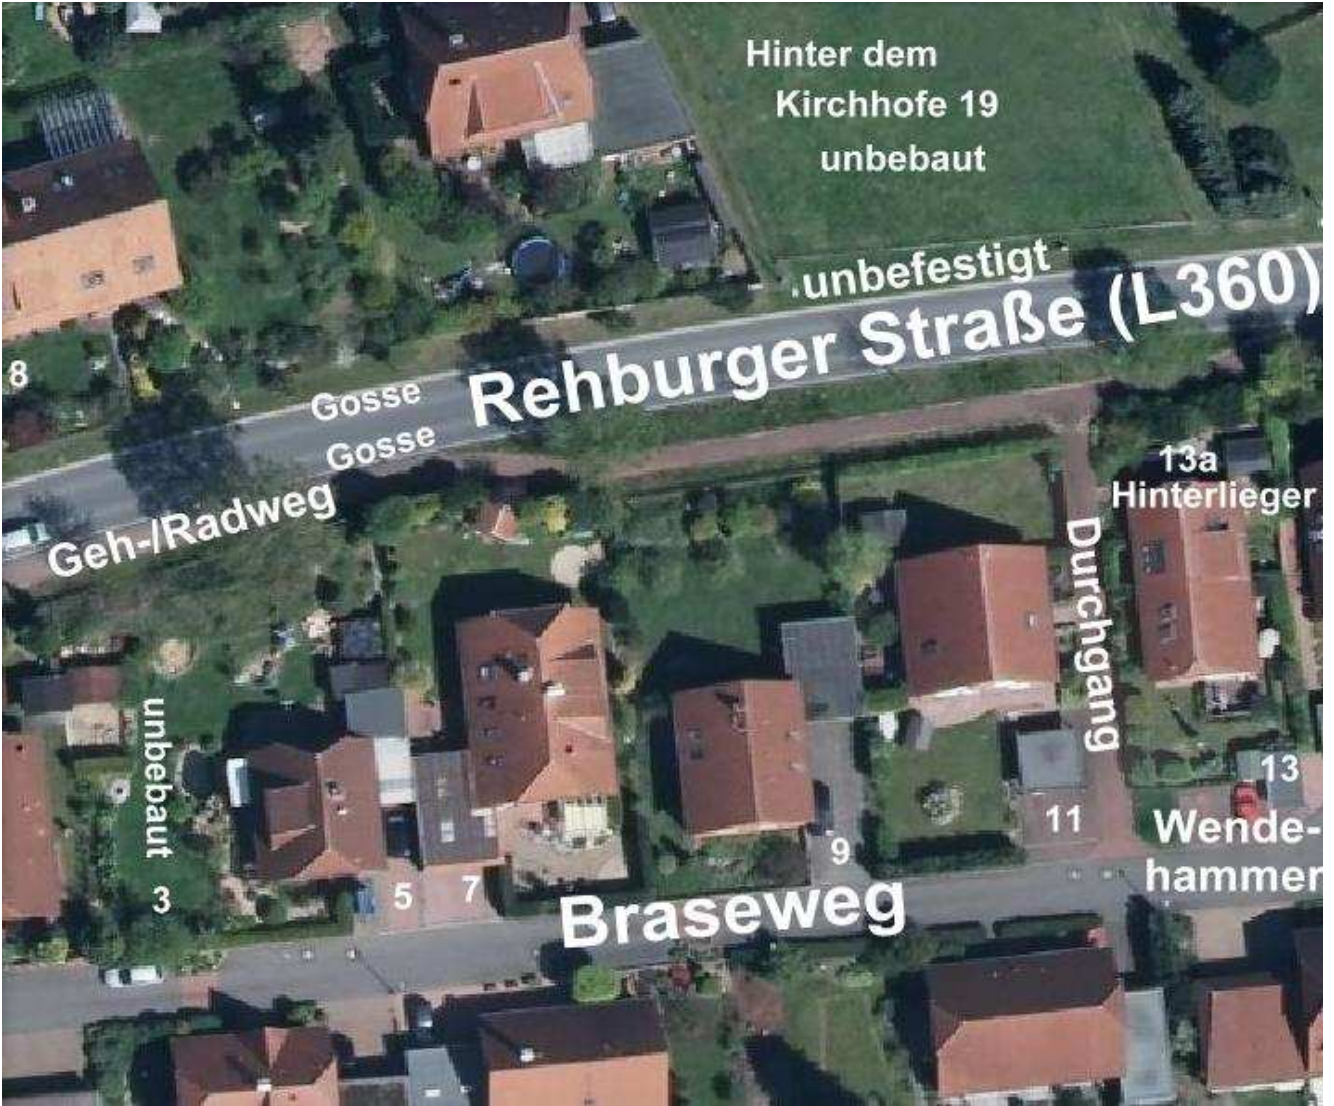 Hinter dem
Kirchhofe 19
unbebaut
unbefestigt
Rehburger Straße (L360)
8
Gosse
Gosse
Geh-/Radweg
13a
Hinterlieger
Durchgang
unbebaut
3
5
7
9
11
13
Wende-
hammer
Braseweg